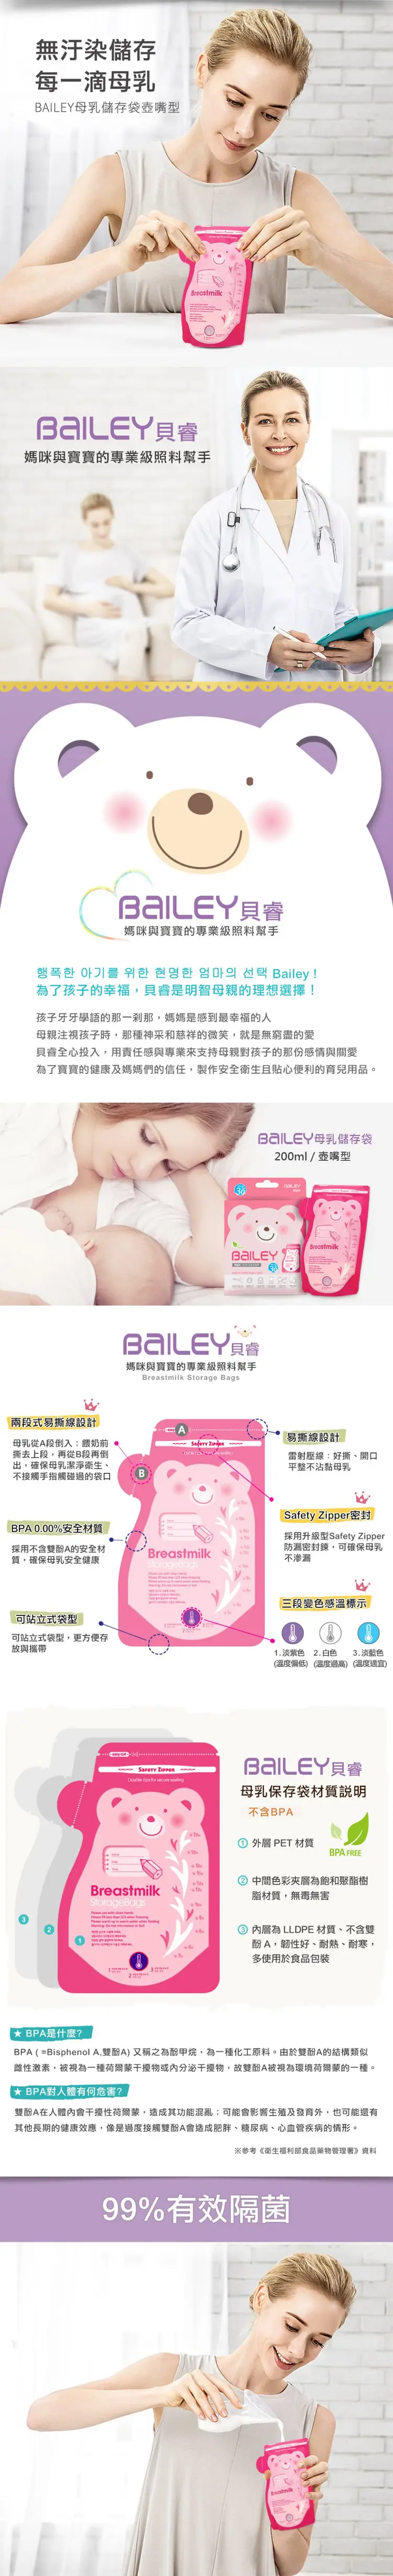 無汙染儲存
每一滴母乳
BAILEY母乳儲存袋壺嘴型
Breastmilk
BAILEY貝睿
媽咪與寶寶的專業級照料幫手
BAILEY貝睿
媽咪與寶寶的專業級照料幫手
행폭한 아기를 위한 현명한 엄마의 선택 Bailey !
為了孩子的幸福，貝睿是明智母親的理想選擇！
孩子牙牙學語的那一剎那，媽媽是感到最幸福的人
母親注視孩子時，那種神采和慈祥的微笑，就是無窮盡的愛
貝睿全心投入，用責任感與專業來支持母親對孩子的那份感情與關愛
為了寶寶的健康及媽媽們的信任，製作安全衛生且貼心便利的育兒用品。
BAILEY母乳儲存袋
200ml / 壺嘴型
BAILEY
Breastmilk
BAILEY貝睿
媽咪與寶寶的專業級照料幫手
Breastmilk Storage Bags
兩段式易撕線設計
母乳從A段倒入：餵奶前
撕去上段，再從B段再倒
出，確保母乳潔淨衛生、
不接觸手指觸碰過的袋口
BPA 0.00%安全材質
採用不含雙酚A的安全材
質，確保母乳安全健康
可站立式袋型
可站立式袋型，更方便存
放與攜帶
A
SAFETY ZIPPER
B
Breastmilk
StorageBags
易撕線設計
雷射壓線：好撕、開口
平整不沾黏母乳
Safety Zipper密封
採用升級型Safety Zipper
防漏密封鍊，可確保母乳
不滲漏
三段變色感溫標示
1.淡紫色 2.白色 3.淡藍色
(溫度偏低) (溫度過高) (溫度適宜)
SAFETY ZIPPER
Double zips for secure sealing
Breastmilk
StorageBags
3
2
1
BAILEY貝睿
母乳保存袋材質說明
不含BPA
BPA FREE
① 外層 PET 材質
② 中間色彩夾層為飽和聚酯樹
脂材質，無毒無害
③ 內層為 LLDPE 材質、不含雙
酚 A，韌性好、耐熱、耐寒，
多使用於食品包裝
★ BPA是什麼?
BPA ( =Bisphenol A,雙酚A) 又稱之為酚甲烷，為一種化工原料。由於雙酚A的結構類似
雌性激素，被視為一種荷爾蒙干擾物或內分泌干擾物，故雙酚A被視為環境荷爾蒙的一種。
★ BPA對人體有何危害?
雙酚A在人體內會干擾性荷爾蒙，造成其功能混亂；可能會影響生殖及發育外，也可能還有
其他長期的健康效應，像是過度接觸雙酚A會造成肥胖、糖尿病、心血管疾病的情形。
※參考《衛生福利部食品藥物管理署》資料
99%有效隔菌
Breastmilk